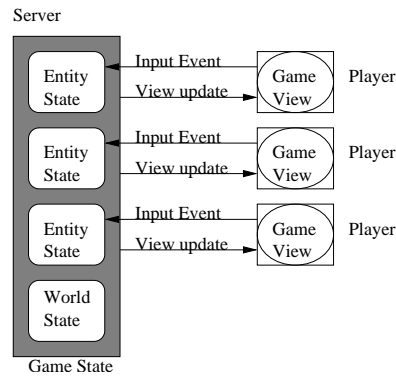 Server
Entity
State
Input Event
View update
Game
View
Player
Entity
State
Input Event
View update
Game
View
Player
Entity
State
Input Event
View update
Game
View
Player
World
State
Game State